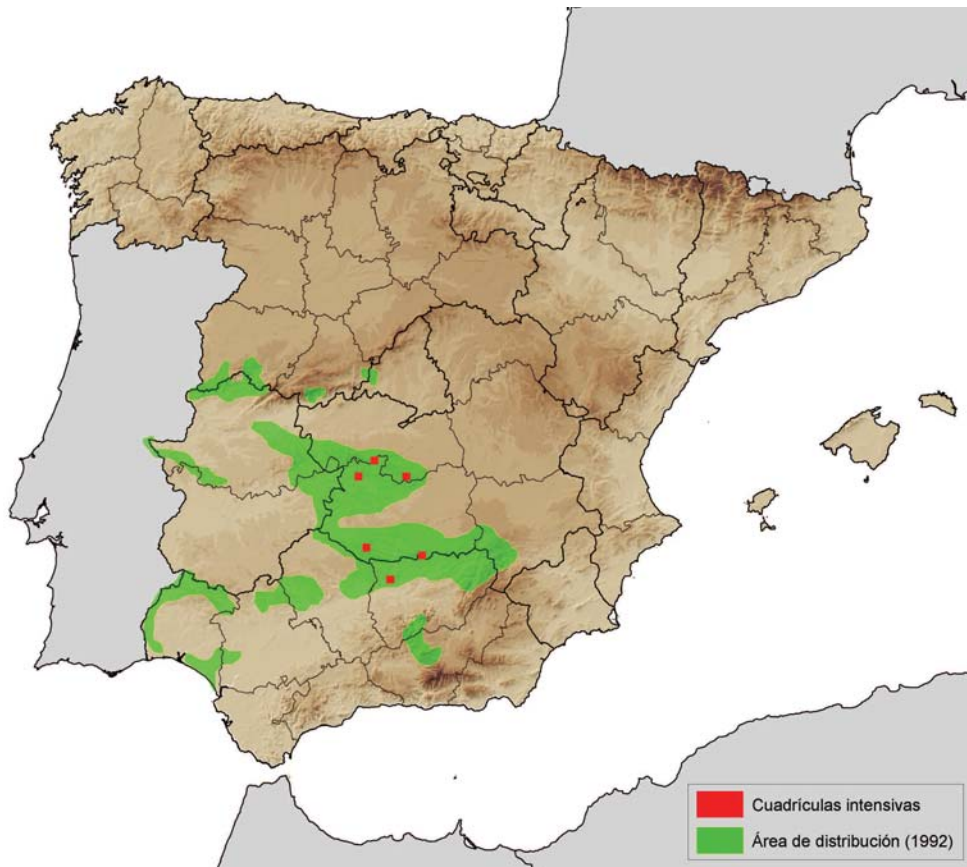 Cuadrículas intensivas
Área de distribución (1992)